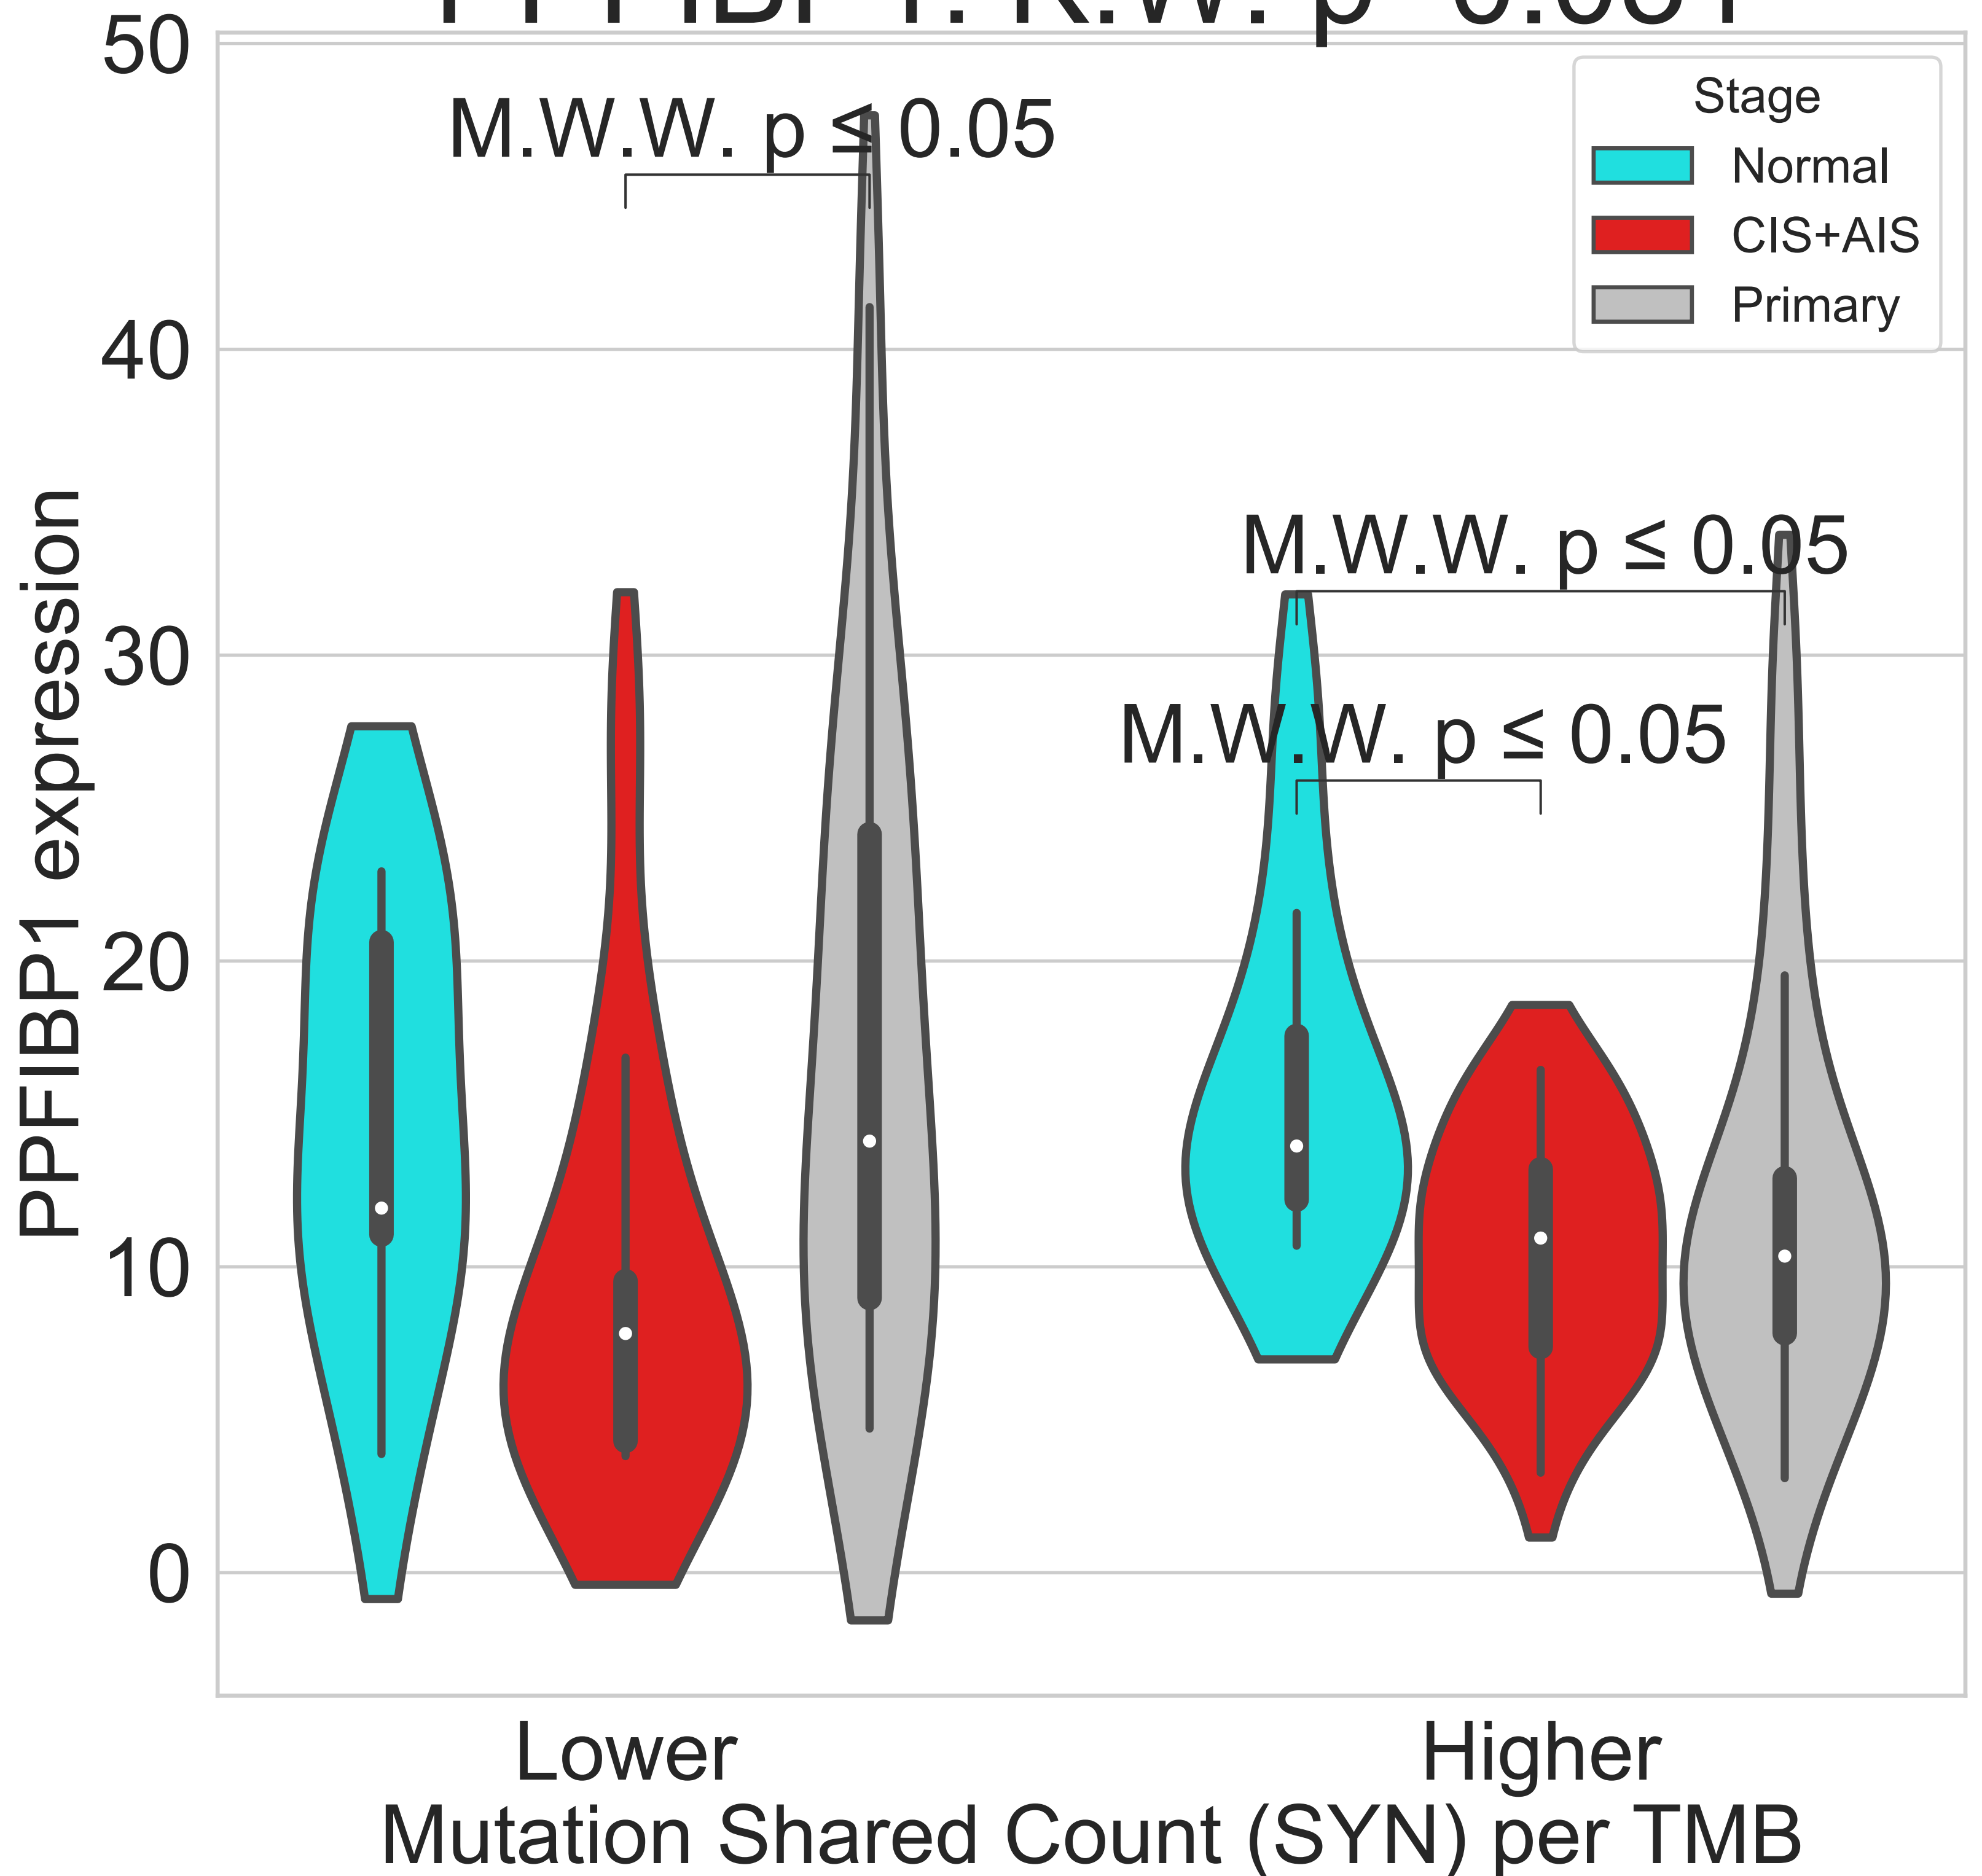 50
M.W.W. p ≤ 0.05
Stage
Normal
CIS+AIS
Primary
40
M.W.W. p ≤ 0.05
30
M.W.W. p ≤ 0.05
PPFIBP1 expression
20
10
0
Lower
Higher
Mutation Shared Count (SYN) per TMB